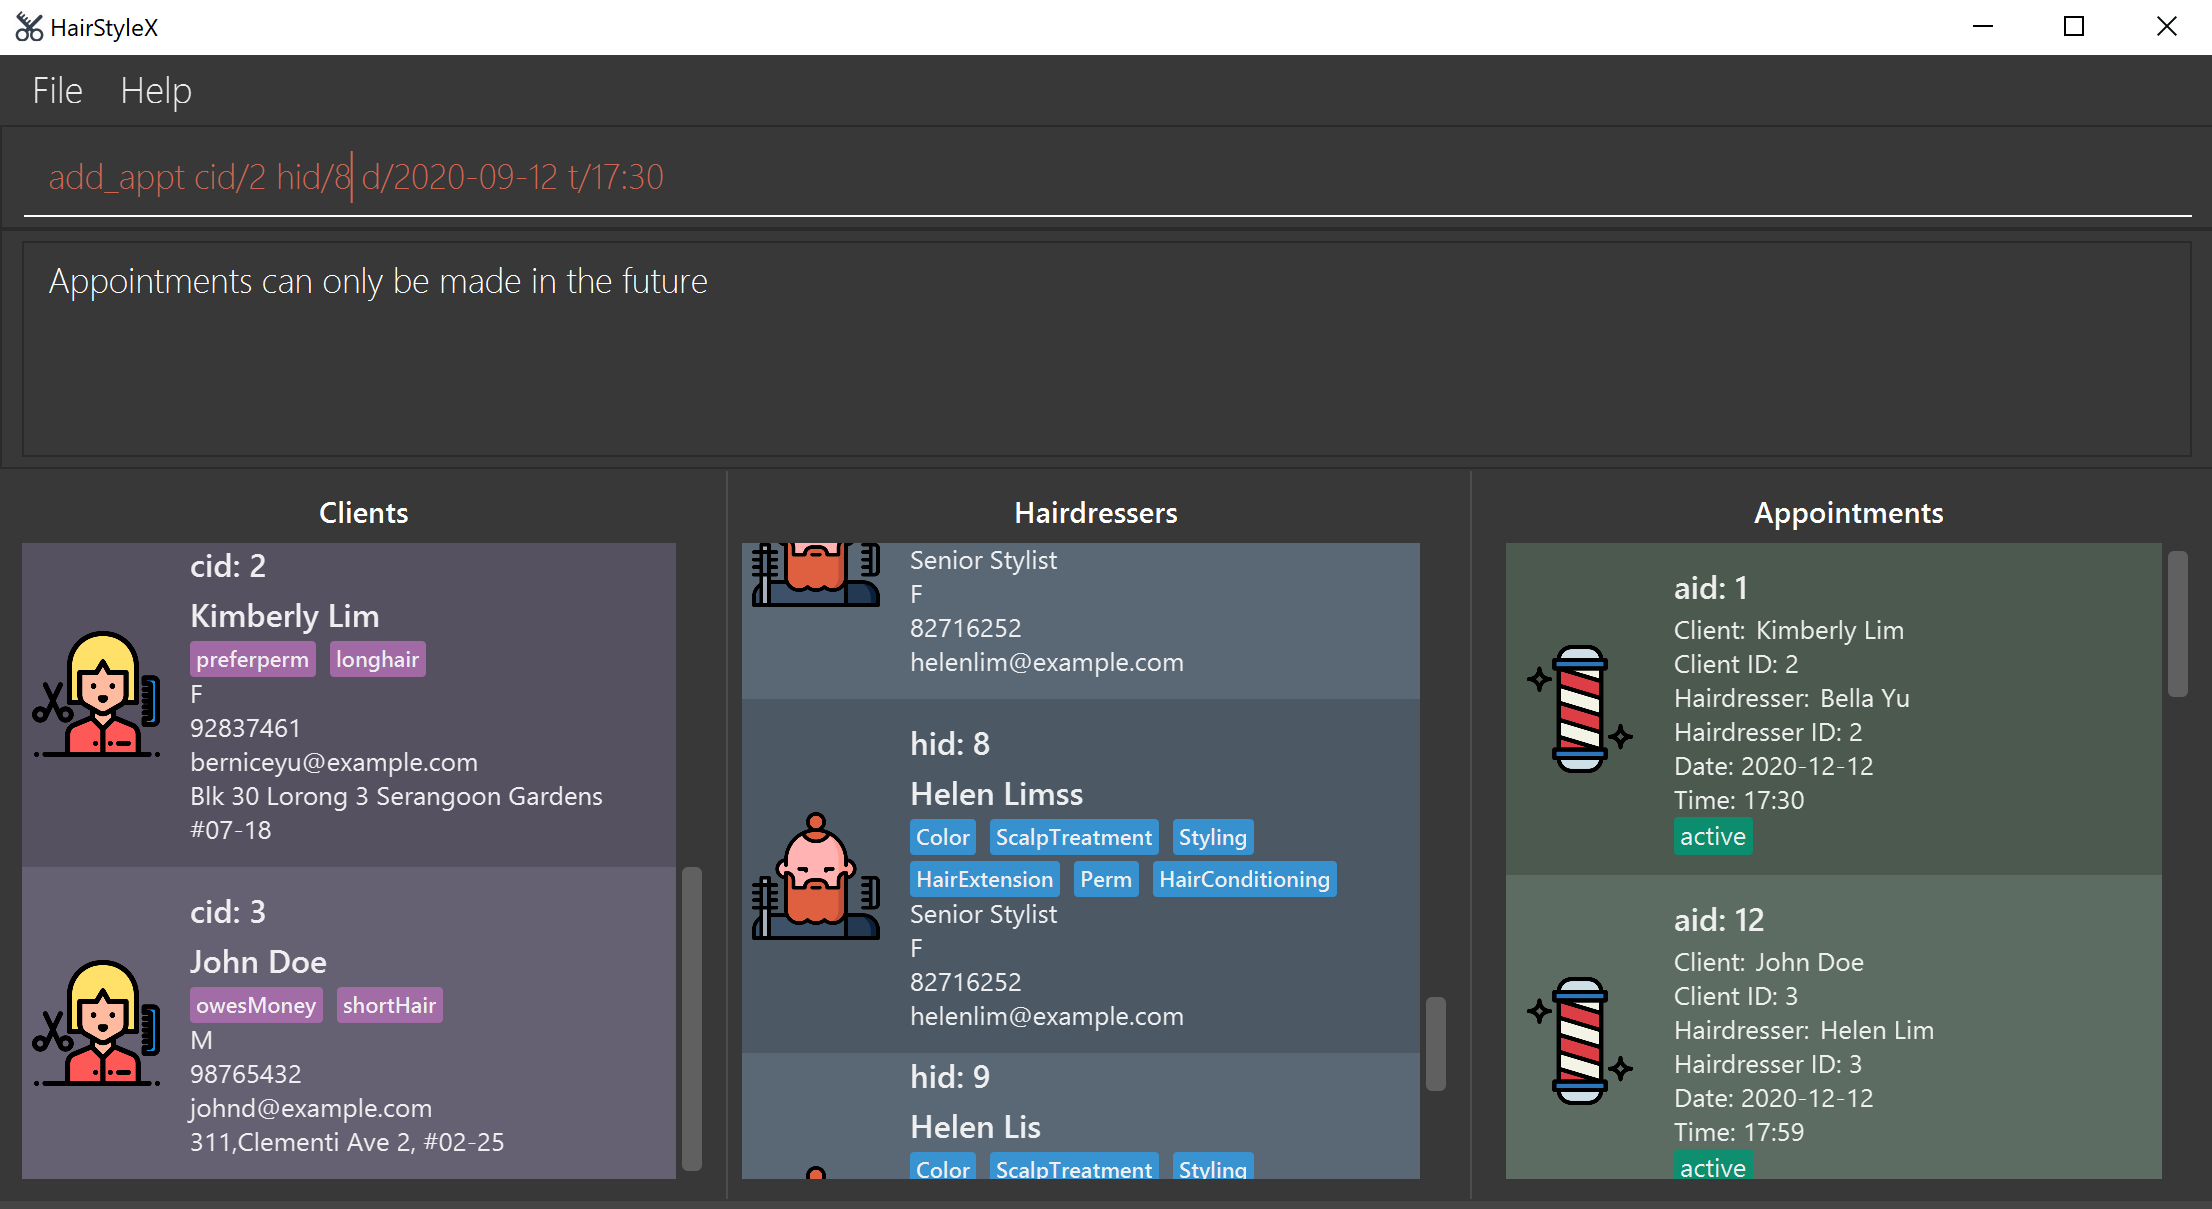 HairStyleX
File Help
add_appt cid/2 hid/8 d/2020-09-12 t/17:30
Appointments can only be made in the future
Clients
cid: 2
Kimberly Lim
preferperm longhair
F
92837461
berniceyu@example.com
Blk 30 Lorong 3 Serangoon Gardens
#07-18
cid: 3
John Doe
owesMoney shortHair
M
98765432
johnd@example.com
311,Clementi Ave 2, #02-25
Hairdressers
Senior Stylist
F
82716252
helenlim@example.com
hid: 8
Helen Limss
Color ScalpTreatment Styling
HairExtension Perm HairConditioning
Senior Stylist
F
82716252
helenlim@example.com
hid: 9
Helen Lis
Color ScalpTreatment Styling
Appointments
aid: 1
Client: Kimberly Lim
Client ID: 2
Hairdresser: Bella Yu
Hairdresser ID: 2
Date: 2020-12-12
Time: 17:30
active
aid: 12
Client: John Doe
Client ID: 3
Hairdresser: Helen Lim
Hairdresser ID: 3
Date: 2020-12-12
Time: 17:59
active